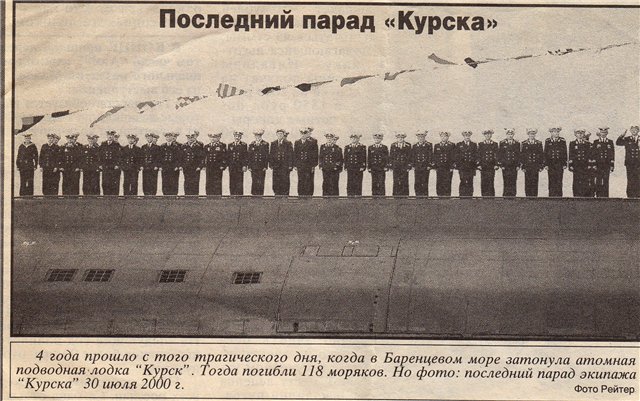 Последний парад «Курска»
4 года прошло с того трагического дня, когда в Баренцевом море затонула атомная
подводная лодка “Курск”. Тогда погибли 118 моряков. Но фото: последний парад экипажа
“Курска” 30 июля 2000 г.
Фото Рейтер